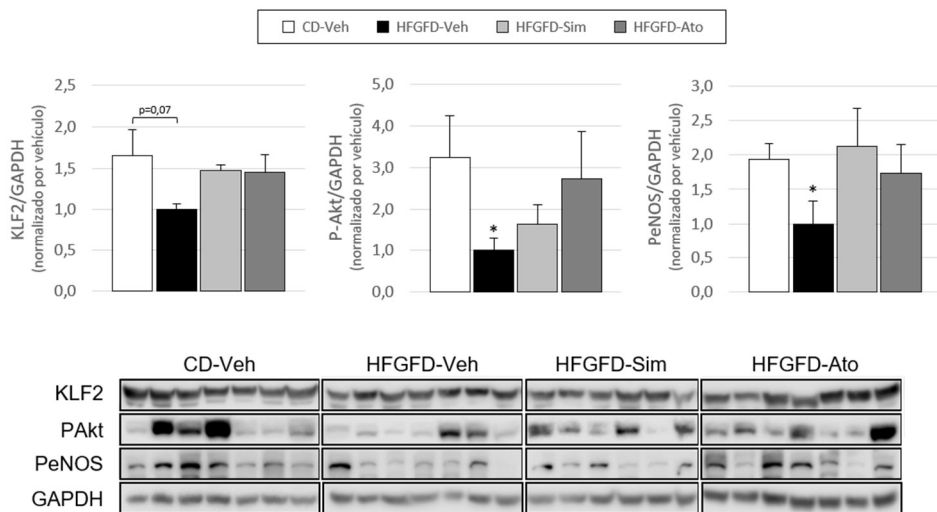 CD-Veh HFGFD-Veh HFGFD-Sim HFGFD-Ato
KLF2/GAPDH
(normalizado por vehículo)
2,5
2,0
1,5
1,0
0,5
0,0
p=0,07
P-Akt/GAPDH
(normalizado por vehículo)
5,0
4,0
3,0
2,0
1,0
0,0
*
PeNOS/GAPDH
(normalizado por vehículo)
3,0
2,5
2,0
1,5
1,0
0,5
0,0
*
CD-Veh HFGFD-Veh HFGFD-Sim HFGFD-Ato
KLF2
PAkt
PeNOS
GAPDH